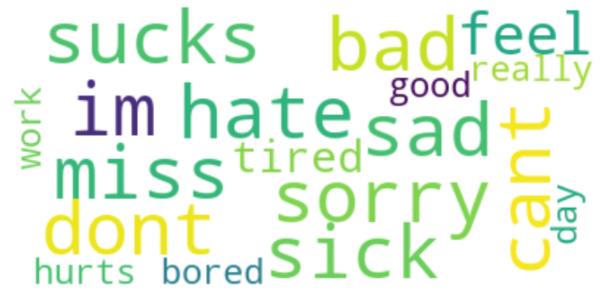 sucks
bad
feel
really
good
work
im
hate
sad
cant
miss
tired
sorry
day
dont
sick
hurts
bored